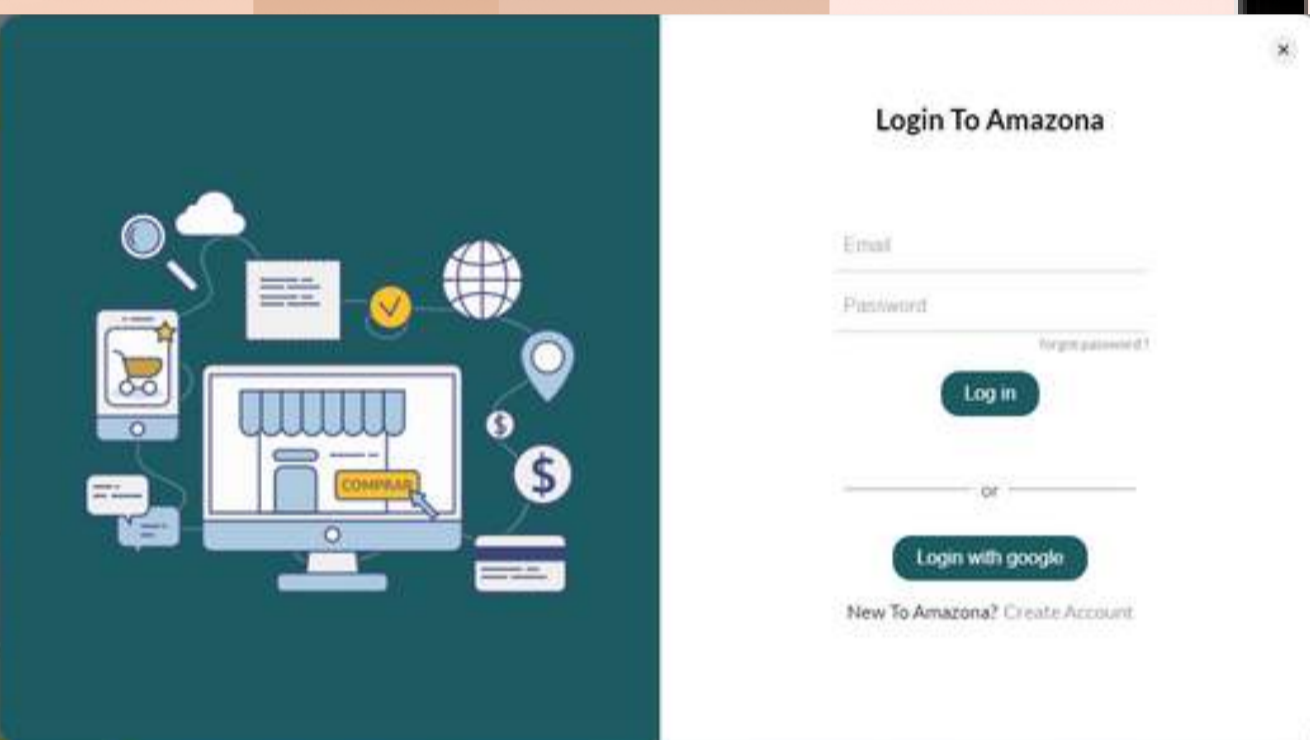 Login To Amazona
Email
Password
forgot password ?
Log in
or
Login with google
New To Amazona? Create Account
COMPRAR
$
$